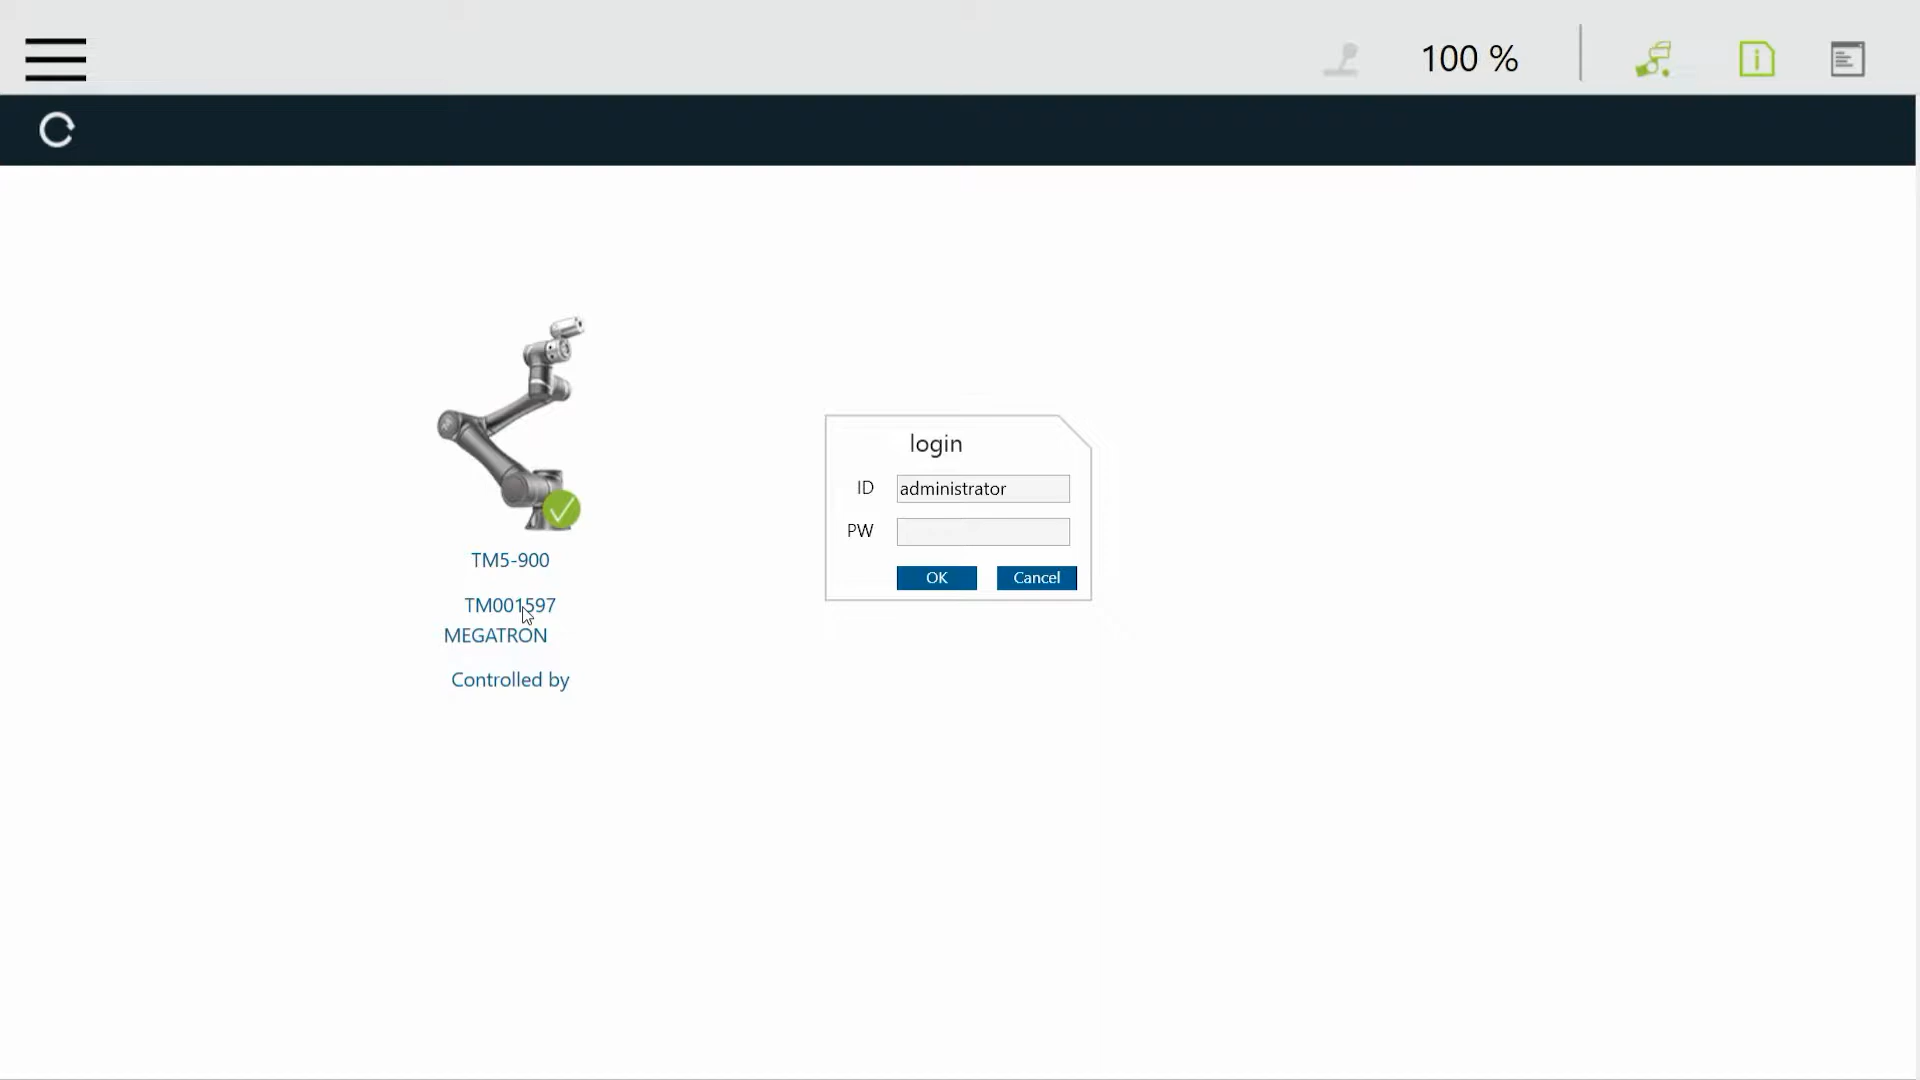 100 %
login
ID administrator
PW
OK Cancel
TM5-900
TM001597
MEGATRON
Controlled by